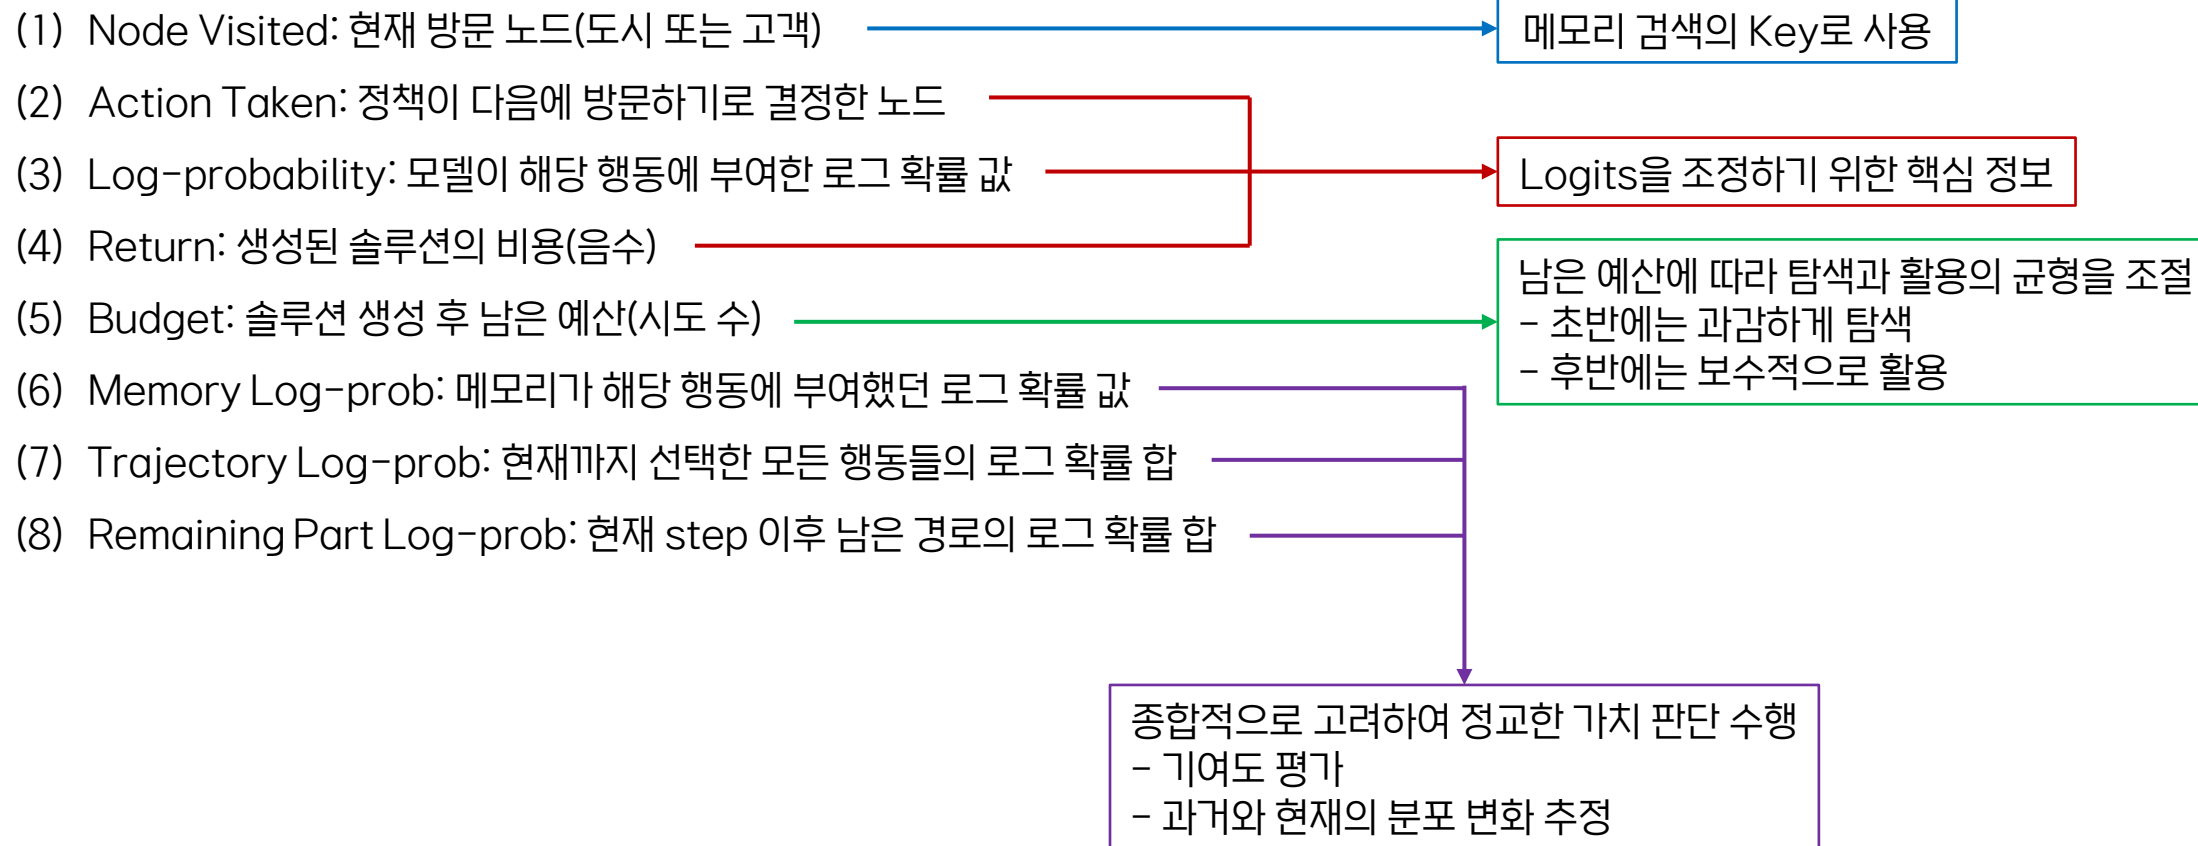 (1) Node Visited: 현재 방문 노드(도시 또는 고객)
메모리 검색의 Key로 사용
(2) Action Taken: 정책이 다음에 방문하기로 결정한 노드
(3) Log-probability: 모델이 해당 행동에 부여한 로그 확률 값
Logits을 조정하기 위한 핵심 정보
(4) Return: 생성된 솔루션의 비용(음수)
(5) Budget: 솔루션 생성 후 남은 예산(시도 수)
남은 예산에 따라 탐색과 활용의 균형을 조절
- 초반에는 과감하게 탐색
- 후반에는 보수적으로 활용
(6) Memory Log-prob: 메모리가 해당 행동에 부여했던 로그 확률 값
(7) Trajectory Log-prob: 현재까지 선택한 모든 행동들의 로그 확률 합
(8) Remaining Part Log-prob: 현재 step 이후 남은 경로의 로그 확률 합
종합적으로 고려하여 정교한 가치 판단 수행
- 기여도 평가
- 과거와 현재의 분포 변화 추정